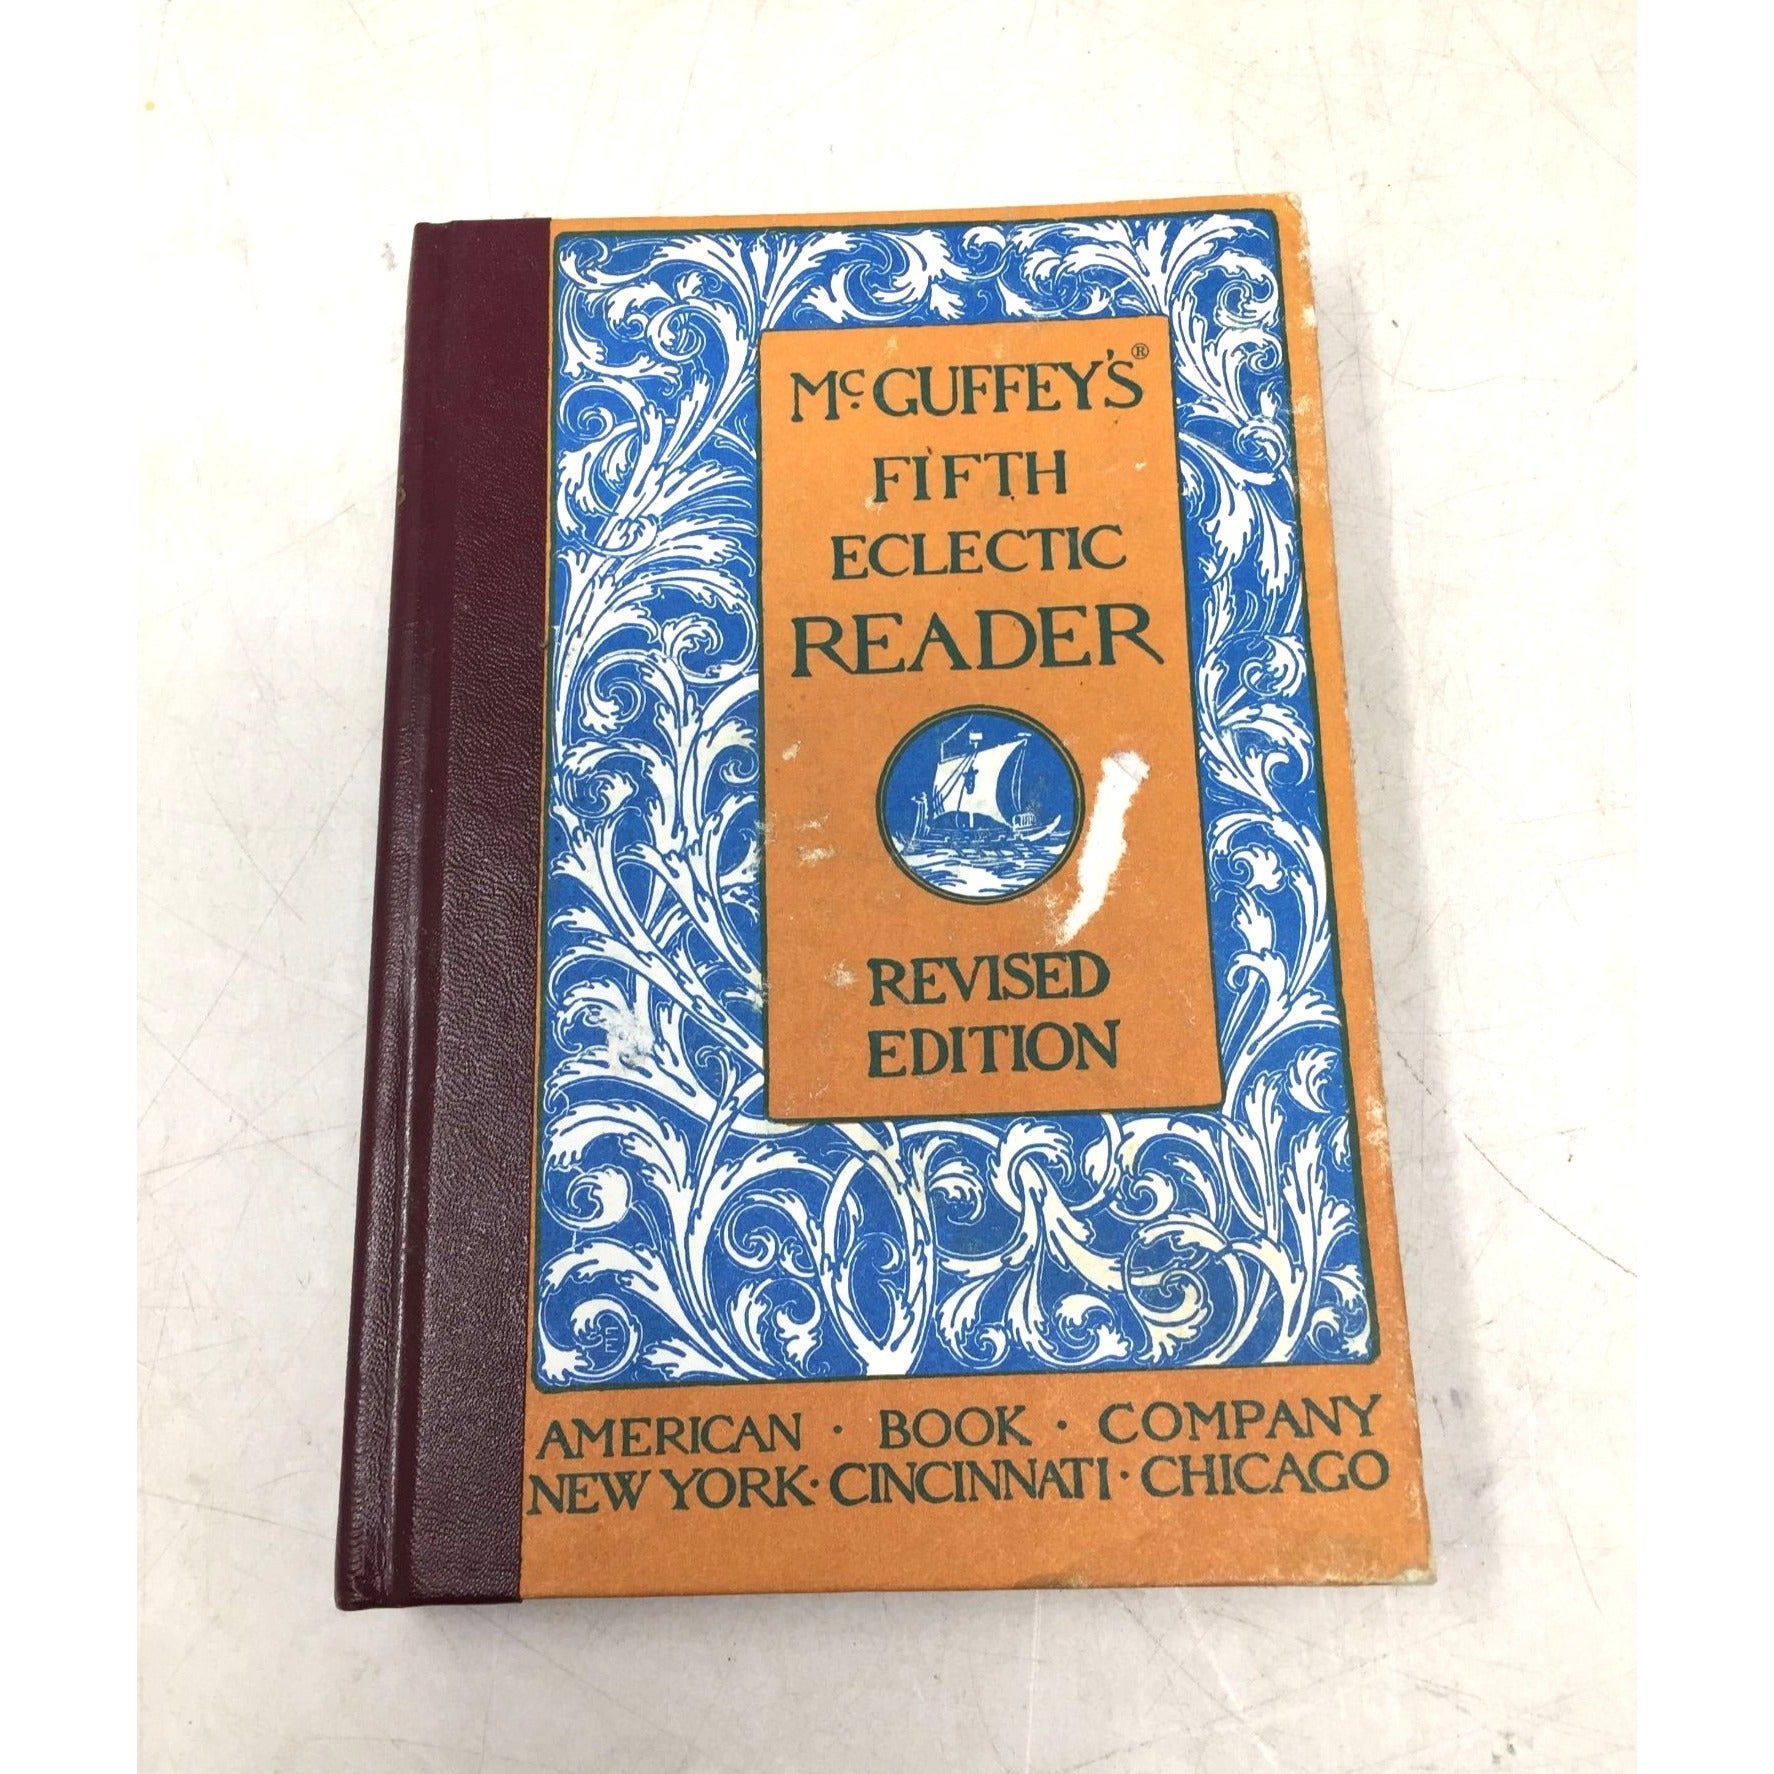 McGUFFEY'S®
FIFTH
ECLECTIC
READER
REVISED
EDITION
AMERICAN · BOOK · COMPANY
NEW YORK · CINCINNATI · CHICAGO